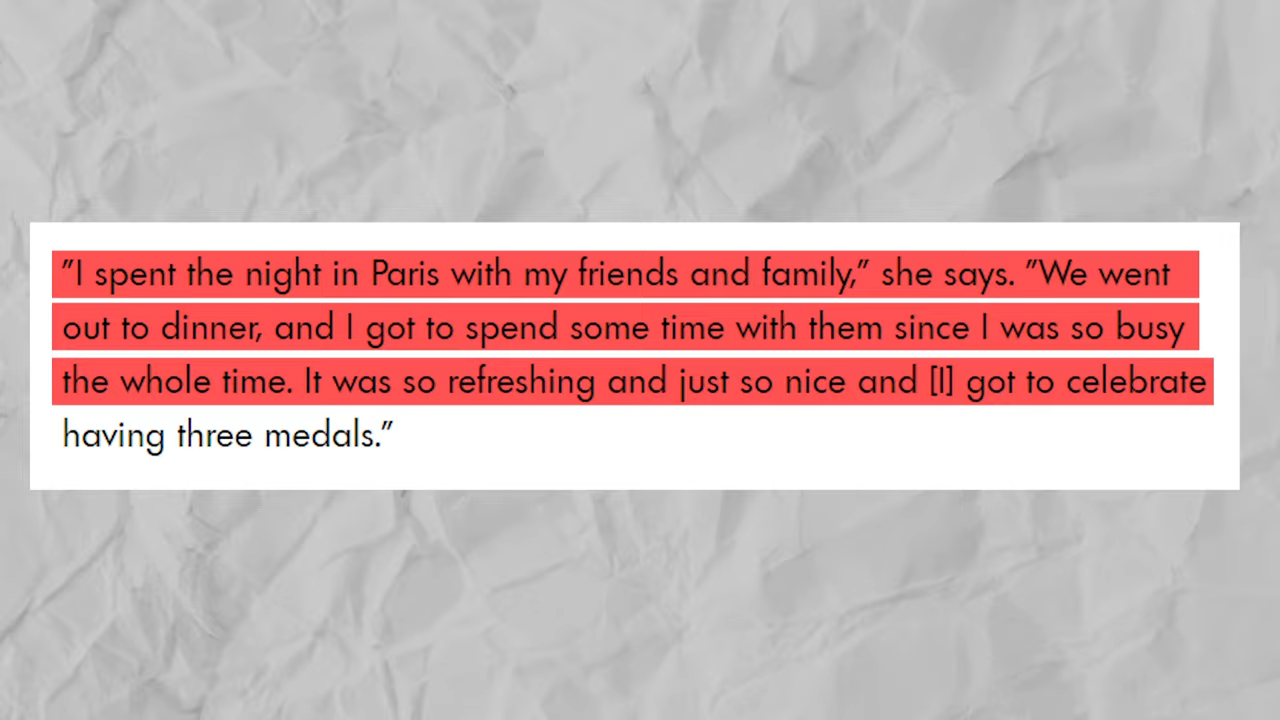 "I spent the night in Paris with my friends and family," she says. "We went
out to dinner, and I got to spend some time with them since I was so busy
the whole time. It was so refreshing and just so nice and [I] got to celebrate
having three medals."